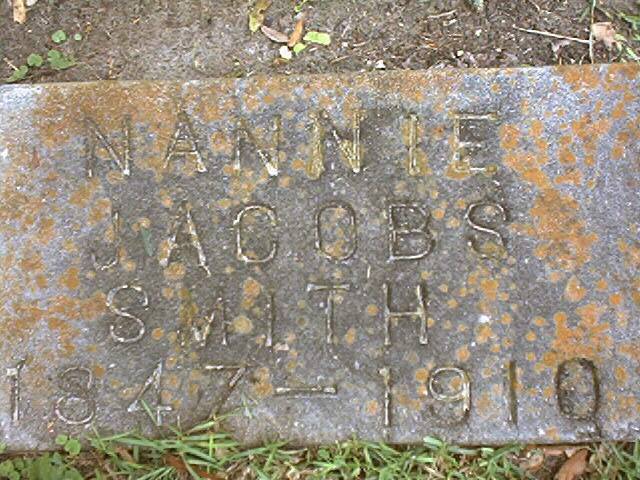 NANNIE
JACOBS
SMITH
1847-1910